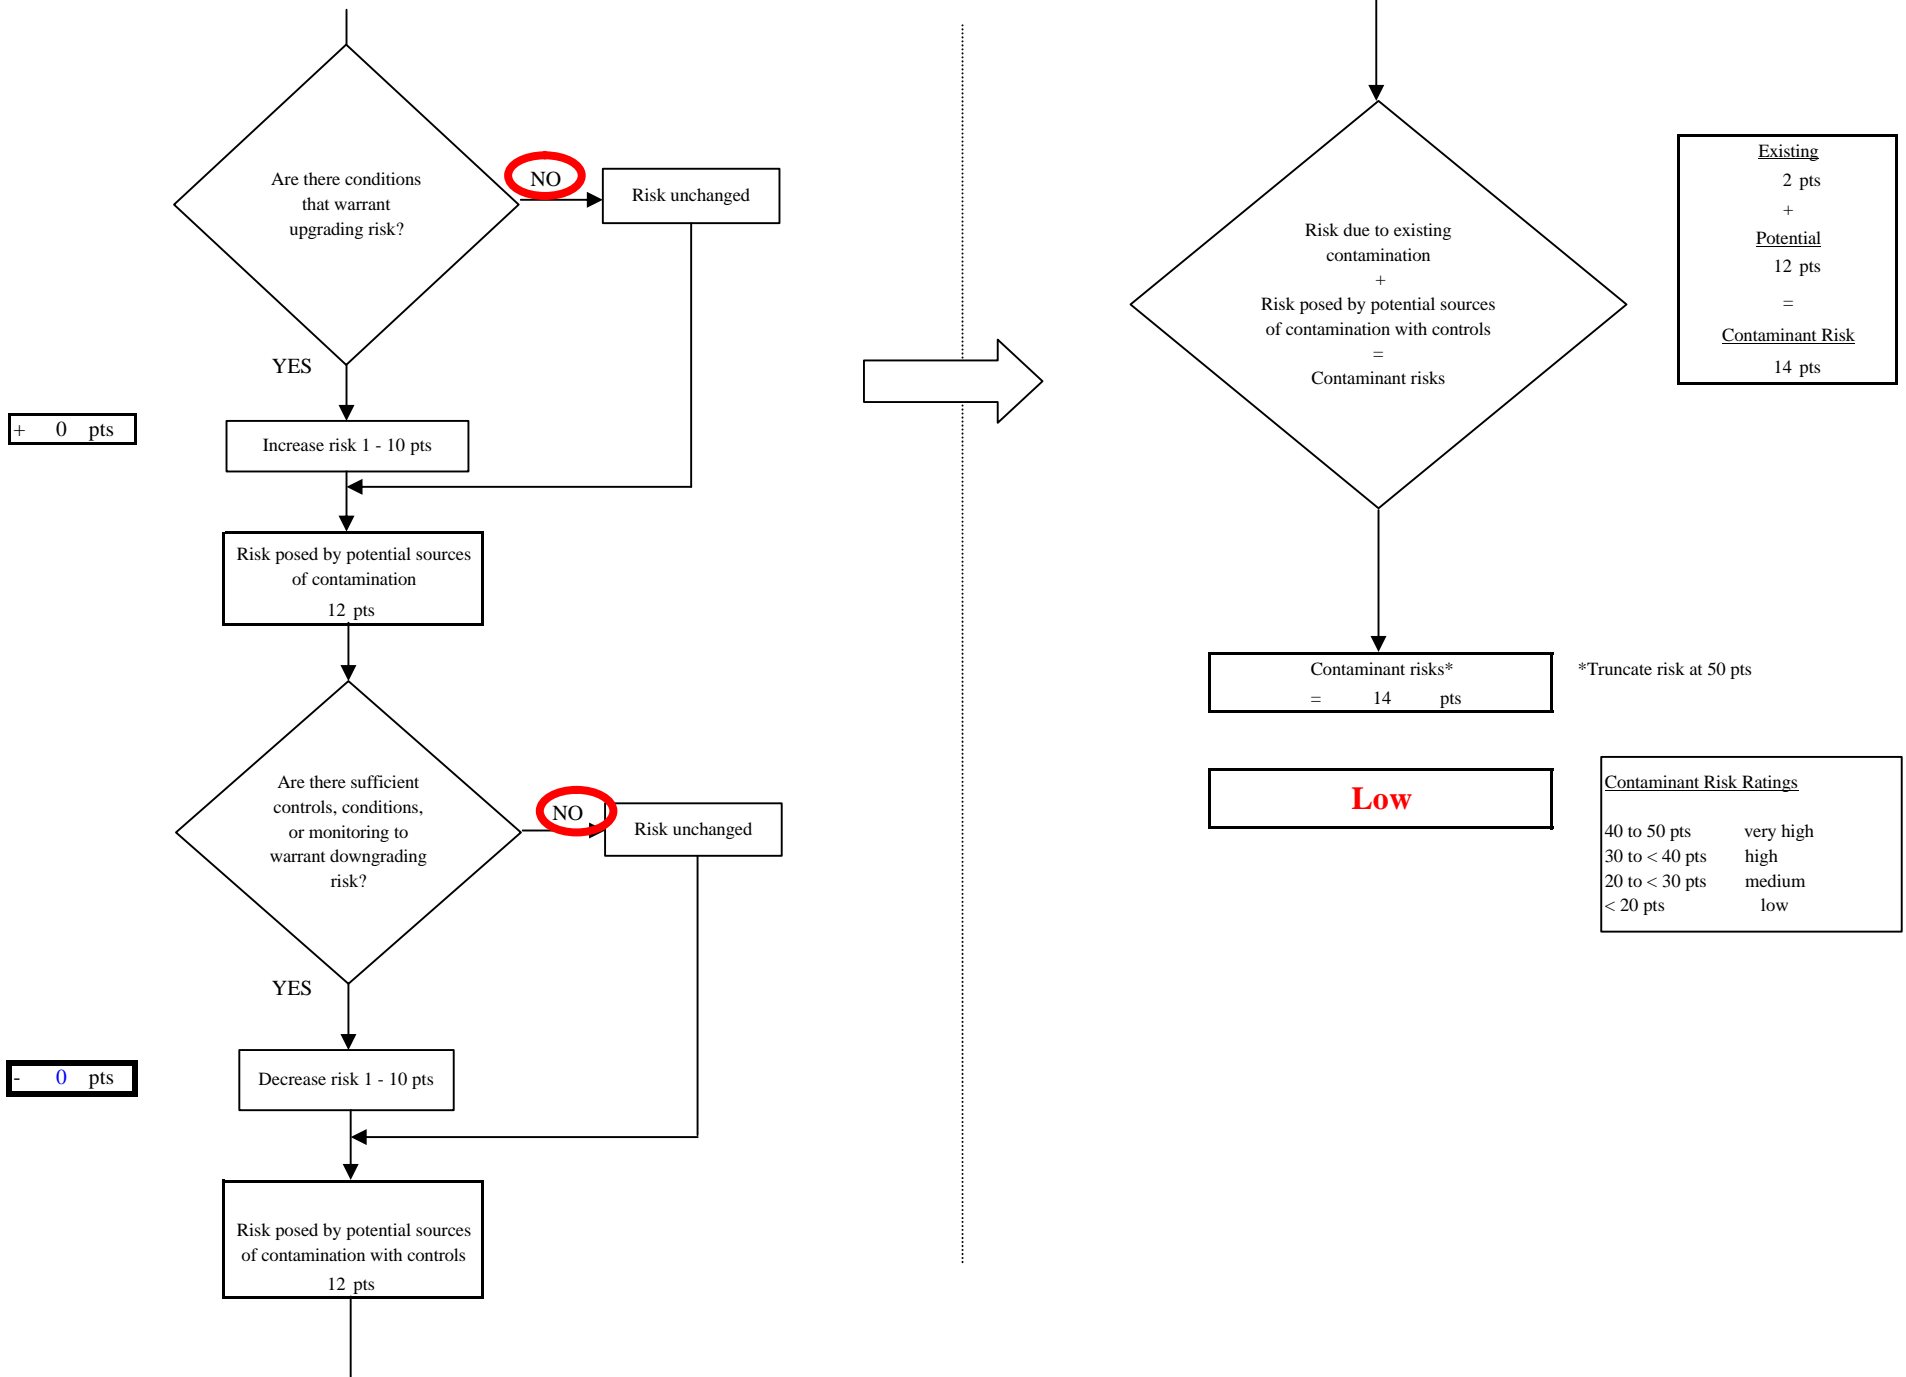 Are there conditions
that warrant
upgrading risk?
NO
Risk unchanged
YES
+ 0 pts
Increase risk 1 - 10 pts
Risk posed by potential sources
of contamination
12 pts
Are there sufficient
controls, conditions,
or monitoring to
warrant downgrading
risk?
NO
Risk unchanged
YES
- 0 pts
Decrease risk 1 - 10 pts
Risk posed by potential sources
of contamination with controls
12 pts
Risk due to existing
contamination
+
Risk posed by potential sources
of contamination with controls
=
Contaminant risks
Existing
2 pts
+
Potential
12 pts
=
Contaminant Risk
14 pts
Contaminant risks*
= 14 pts
*Truncate risk at 50 pts
Low
Contaminant Risk Ratings
40 to 50 pts very high
30 to < 40 pts high
20 to < 30 pts medium
< 20 pts low